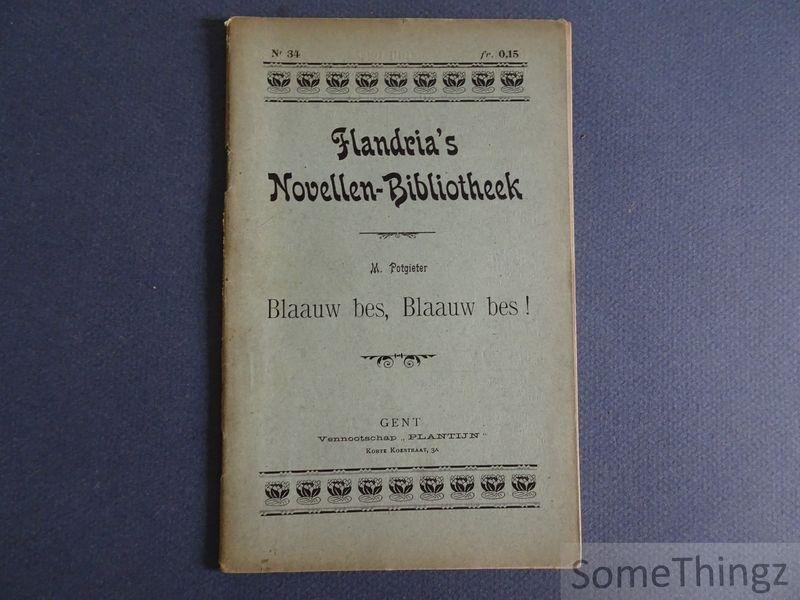 Nr 34 fr. 0,15
Flandria's
Novellen-Bibliotheek
M. Potgieter
Blaauw bes, Blaauw bes !
GENT
Vennootschap „ PLANTIJN "
KORTE KOESTRAAT, 3A
SomeThingz